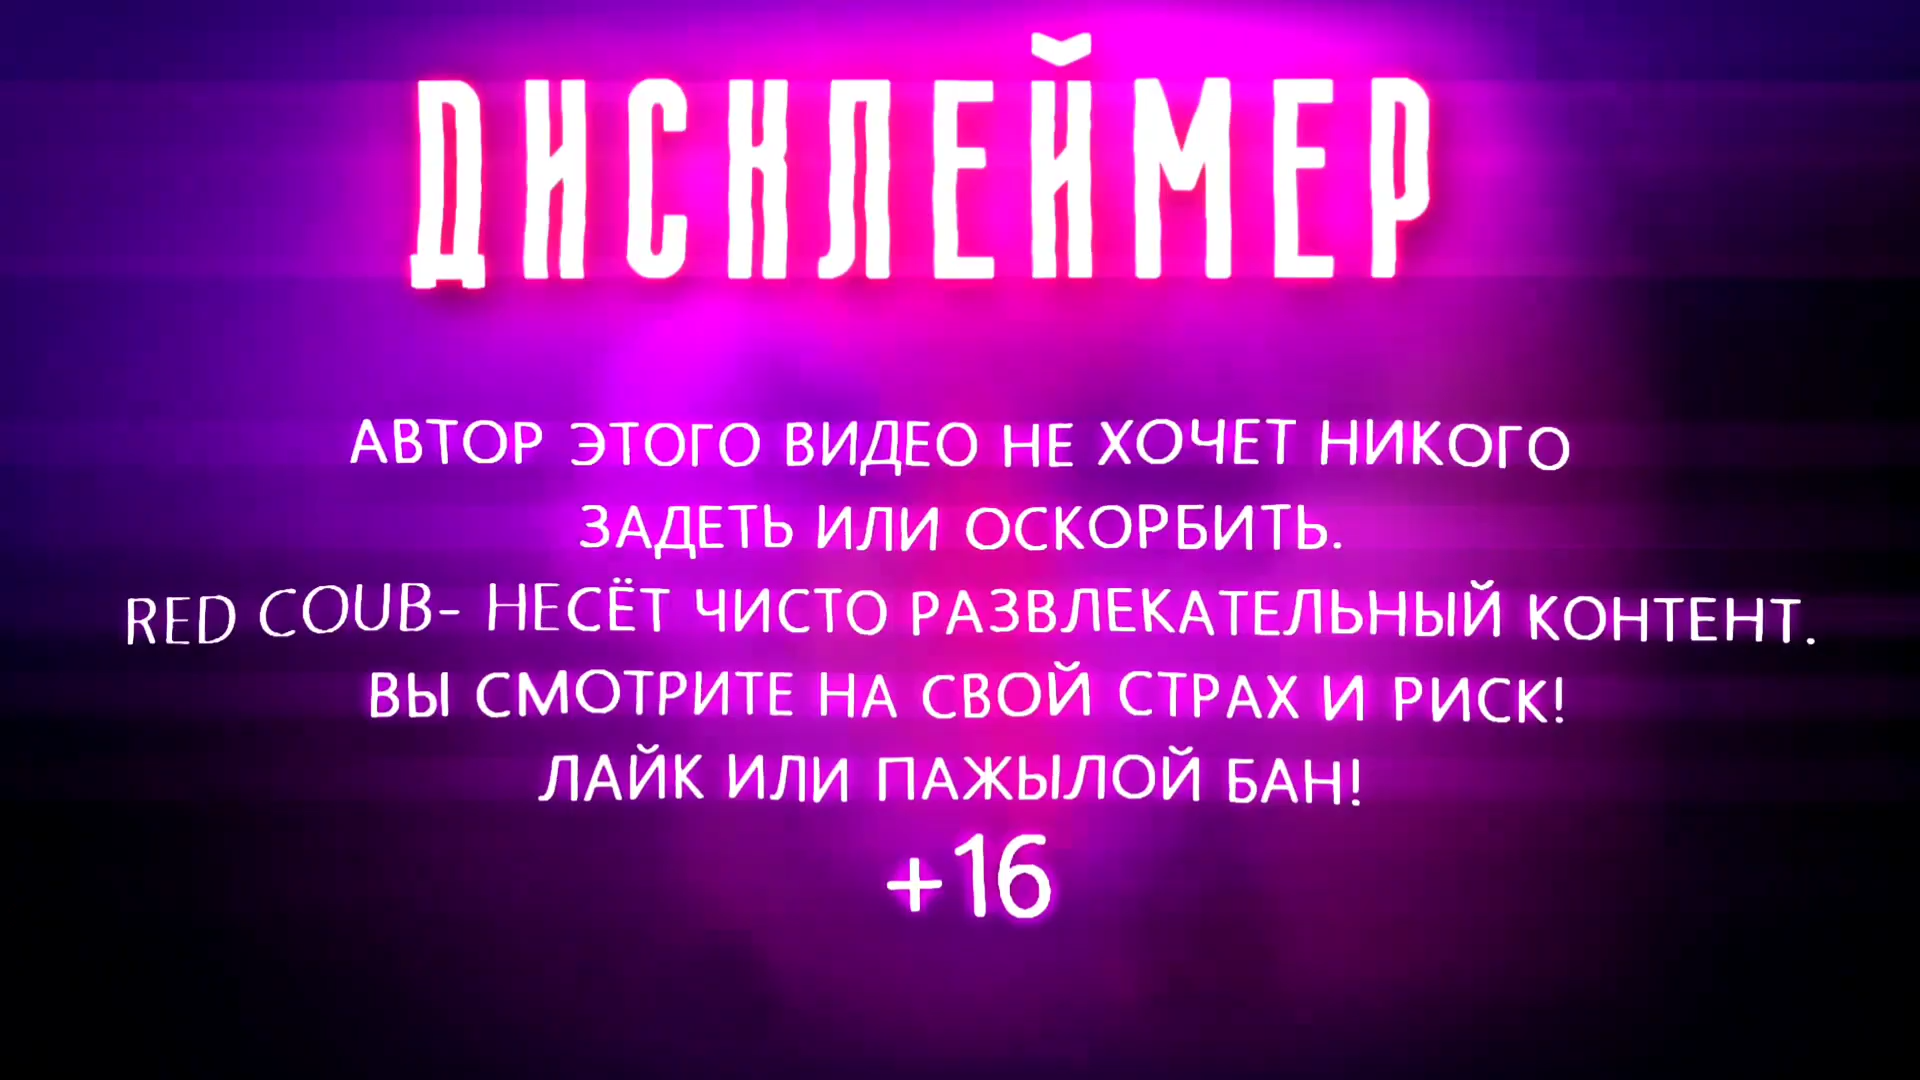 ДИСКЛЕЙМЕР
АВТОР ЭТОГО ВИДЕО НЕ ХОЧЕТ НИКОГО
ЗАДЕТЬ ИЛИ ОСКОРБИТЬ.
RED COUB- НЕСЁТ ЧИСТО РАЗВЛЕКАТЕЛЬНЫЙ КОНТЕНТ.
ВЫ СМОТРИТЕ НА СВОЙ СТРАХ И РИСК!
ЛАЙК ИЛИ ПАЖЫЛОЙ БАН!
+16